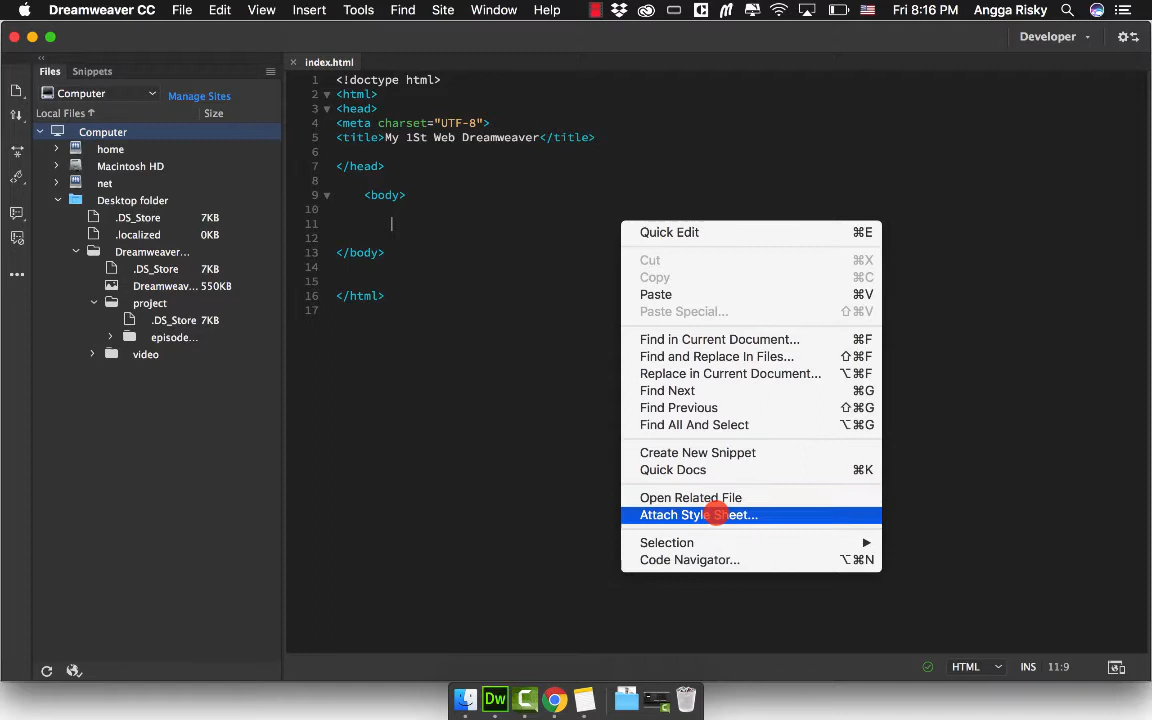 Dreamweaver CC File Edit View Insert Tools Find Site Window Help Fri 8:16 PM Angga Risky
Developer
Files Snippets
index.html
Computer Manage Sites
Local Files Size
Computer
home
Macintosh HD
net
Desktop folder
.DS_Store 7KB
.localized 0KB
Dreamweaver...
.DS_Store 7KB
Dreamweav... 550KB
project
.DS_Store 7KB
episode...
video
1 <!doctype html>
2 <html>
3 <head>
4 <meta charset="UTF-8">
5 <title>My 1St Web Dreamweaver</title>
6
7 </head>
8
9 <body>
10
11
12
13 </body>
14
15
16 </html>
17
Quick Edit ⌘E
Cut ⌘X
Copy ⌘C
Paste ⌘V
Paste Special... ⇧⌘V
Find in Current Document... ⌘F
Find and Replace In Files... ⇧⌘F
Replace in Current Document... ⌥⌘F
Find Next ⌘G
Find Previous ⇧⌘G
Find All And Select ⌥⌘G
Create New Snippet
Quick Docs ⌘K
Open Related File
Attach Style Sheet...
Selection
Code Navigator... ⌥⌘N
HTML INS 11:9
Dw